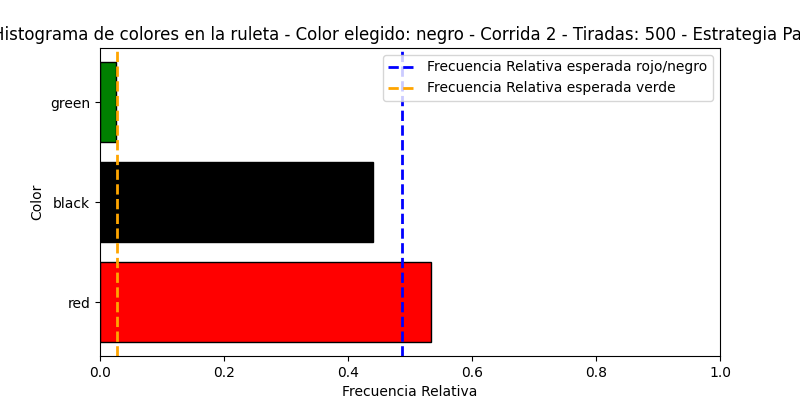 Histograma de colores en la ruleta - Color elegido: negro - Corrida 2 - Tiradas: 500 - Estrategia Pa
Frecuencia Relativa esperada rojo/negro
Frecuencia Relativa esperada verde
Color
green
black
red
0.0 0.2 0.4 0.6 0.8 1.0
Frecuencia Relativa